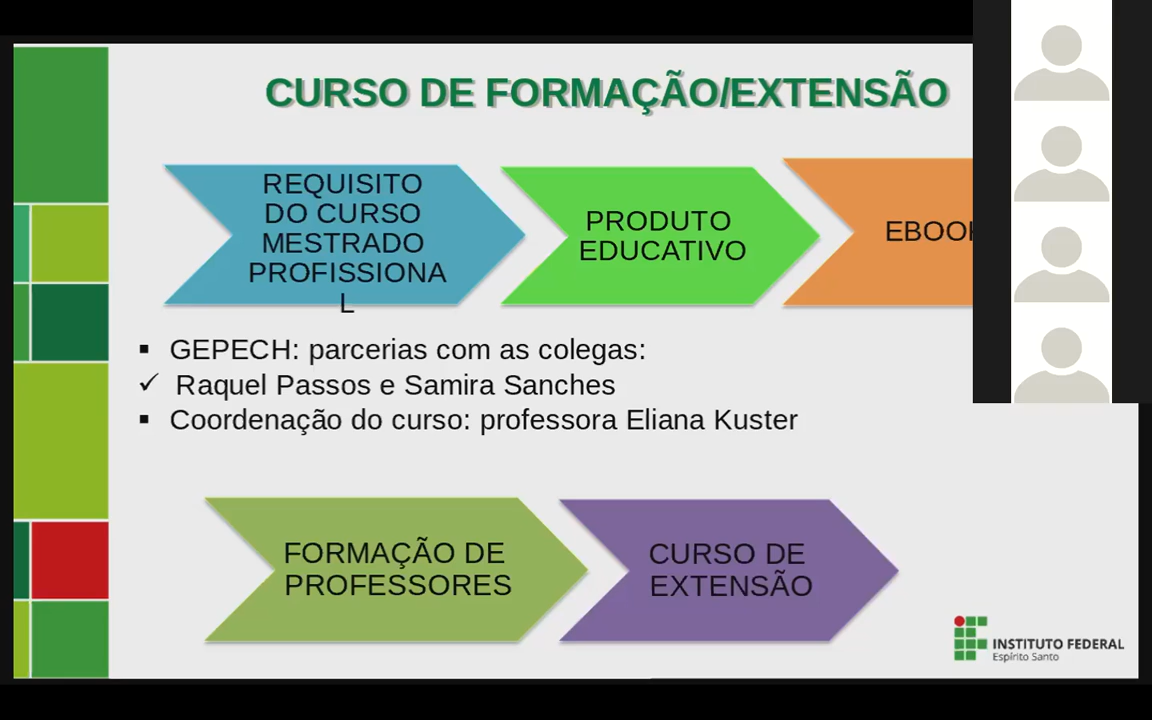 CURSO DE FORMAÇÃO/EXTENSÃO
REQUISITO
DO CURSO
MESTRADO
PROFISSIONA
L
PRODUTO
EDUCATIVO
GEPECH: parcerias com as colegas:
Raquel Passos e Samira Sanches
Coordenação do curso: professora Eliana Kuster
FORMAÇÃO DE
PROFESSORES
CURSO DE
EXTENSÃO
INSTITUTO FEDERAL
Espírito Santo